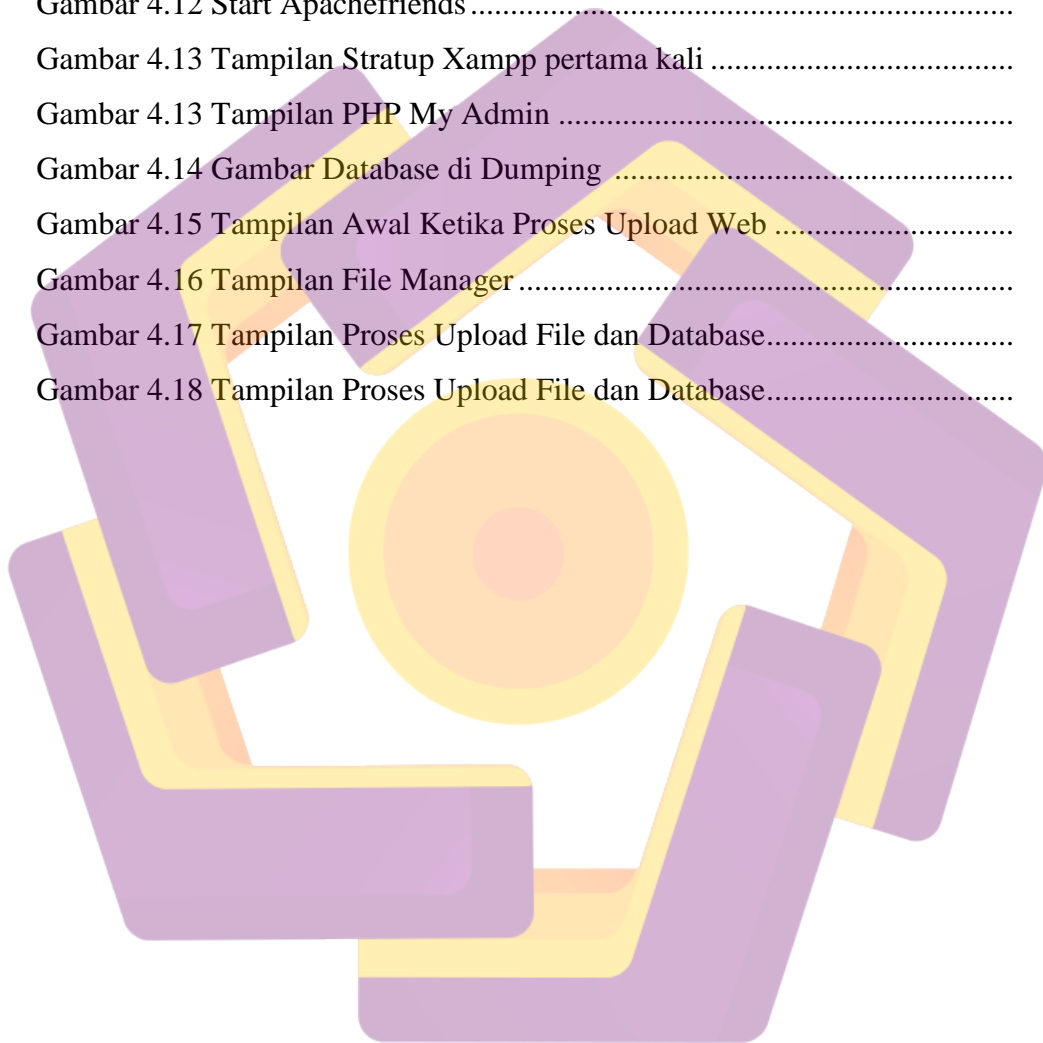 Gambar 4.12 Start Apachefriends....................................................................
Gambar 4.13 Tampilan Stratup Xampp pertama kali ......................................
Gambar 4.13 Tampilan PHP My Admin .........................................................
Gambar 4.14 Gambar Database di Dumping ..................................................
Gambar 4.15 Tampilan Awal Ketika Proses Upload Web ..............................
Gambar 4.16 Tampilan File Manager..............................................................
Gambar 4.17 Tampilan Proses Upload File dan Database...............................
Gambar 4.18 Tampilan Proses Upload File dan Database...............................